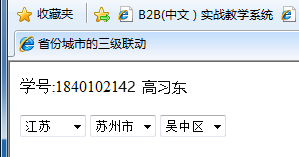 收藏夹 B2B(中文) 实战教学系统
省份城市的三级联动
学号:1840102142 高习东
江苏 苏州市 吴中区